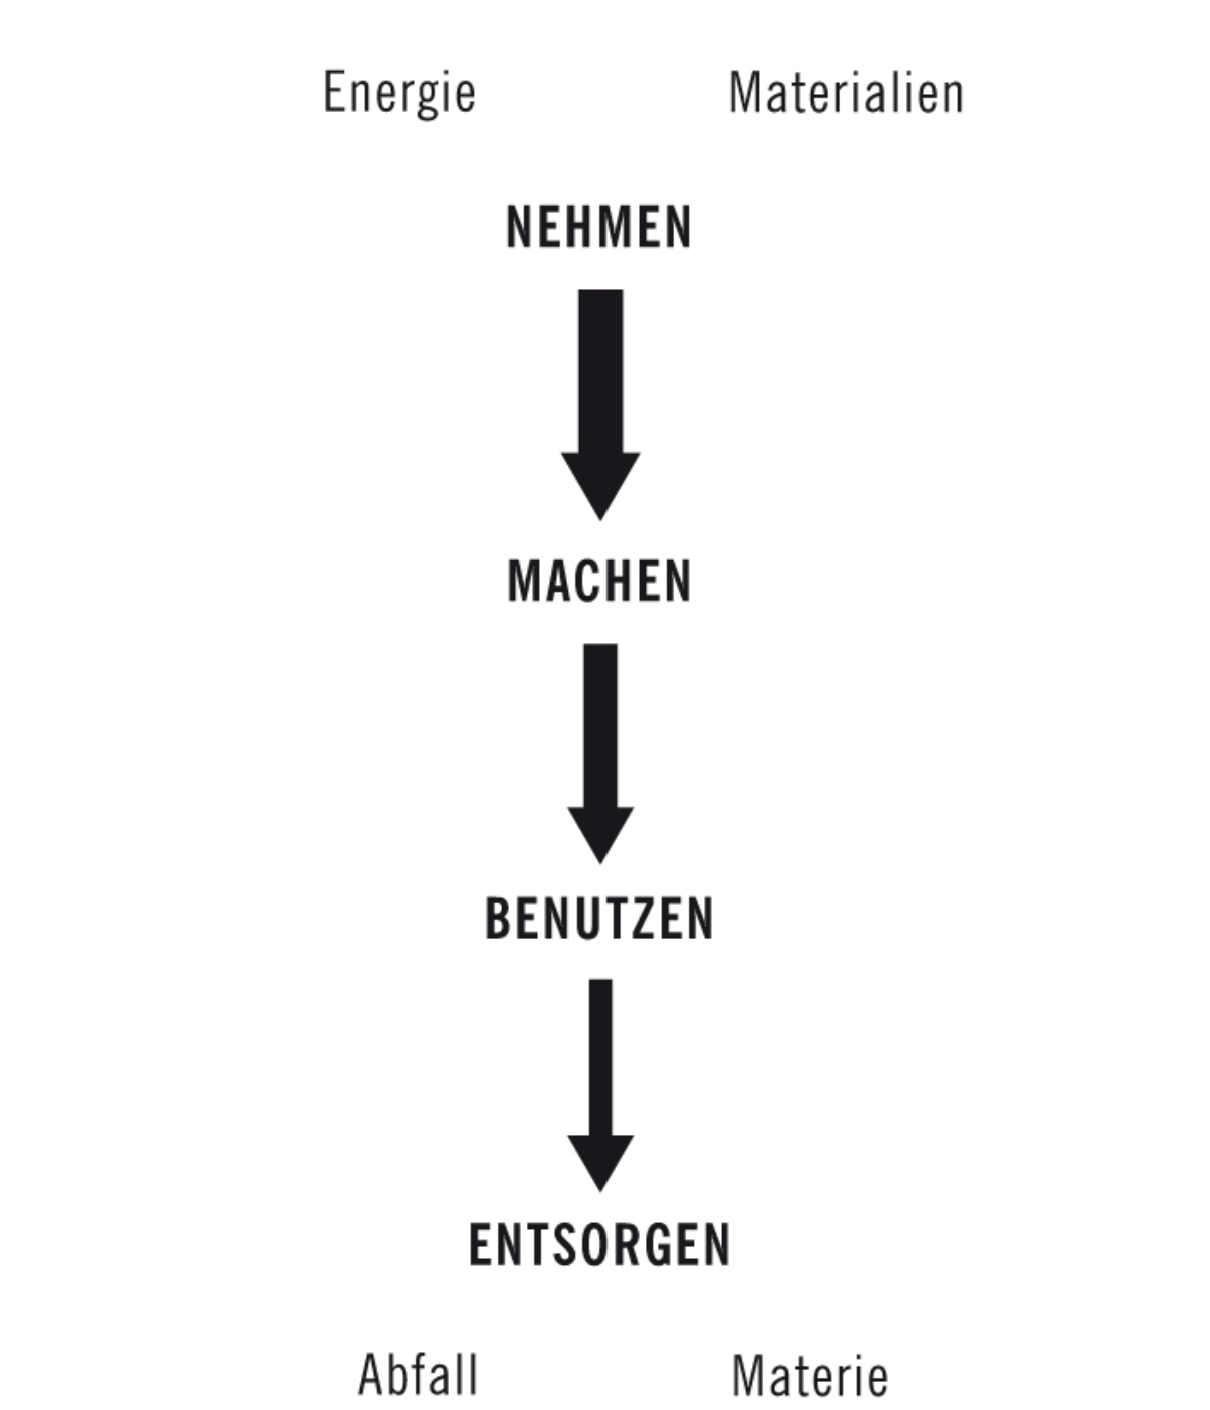 Energie Materialien
NEHMEN
MACHEN
BENUTZEN
ENTSORGEN
Abfall Materie